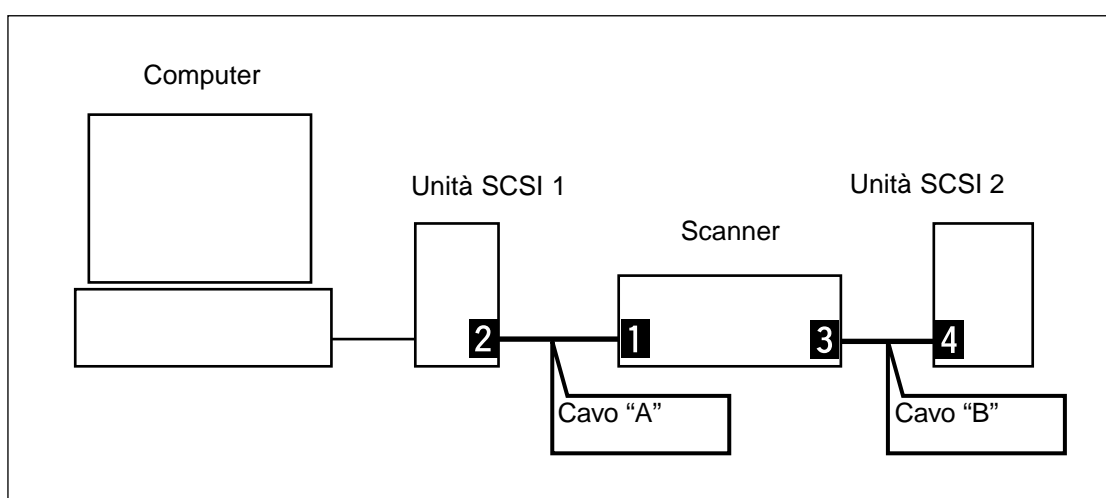 Computer
Unità SCSI 1
Unità SCSI 2
Scanner
2
1
3
4
Cavo “A”
Cavo “B”